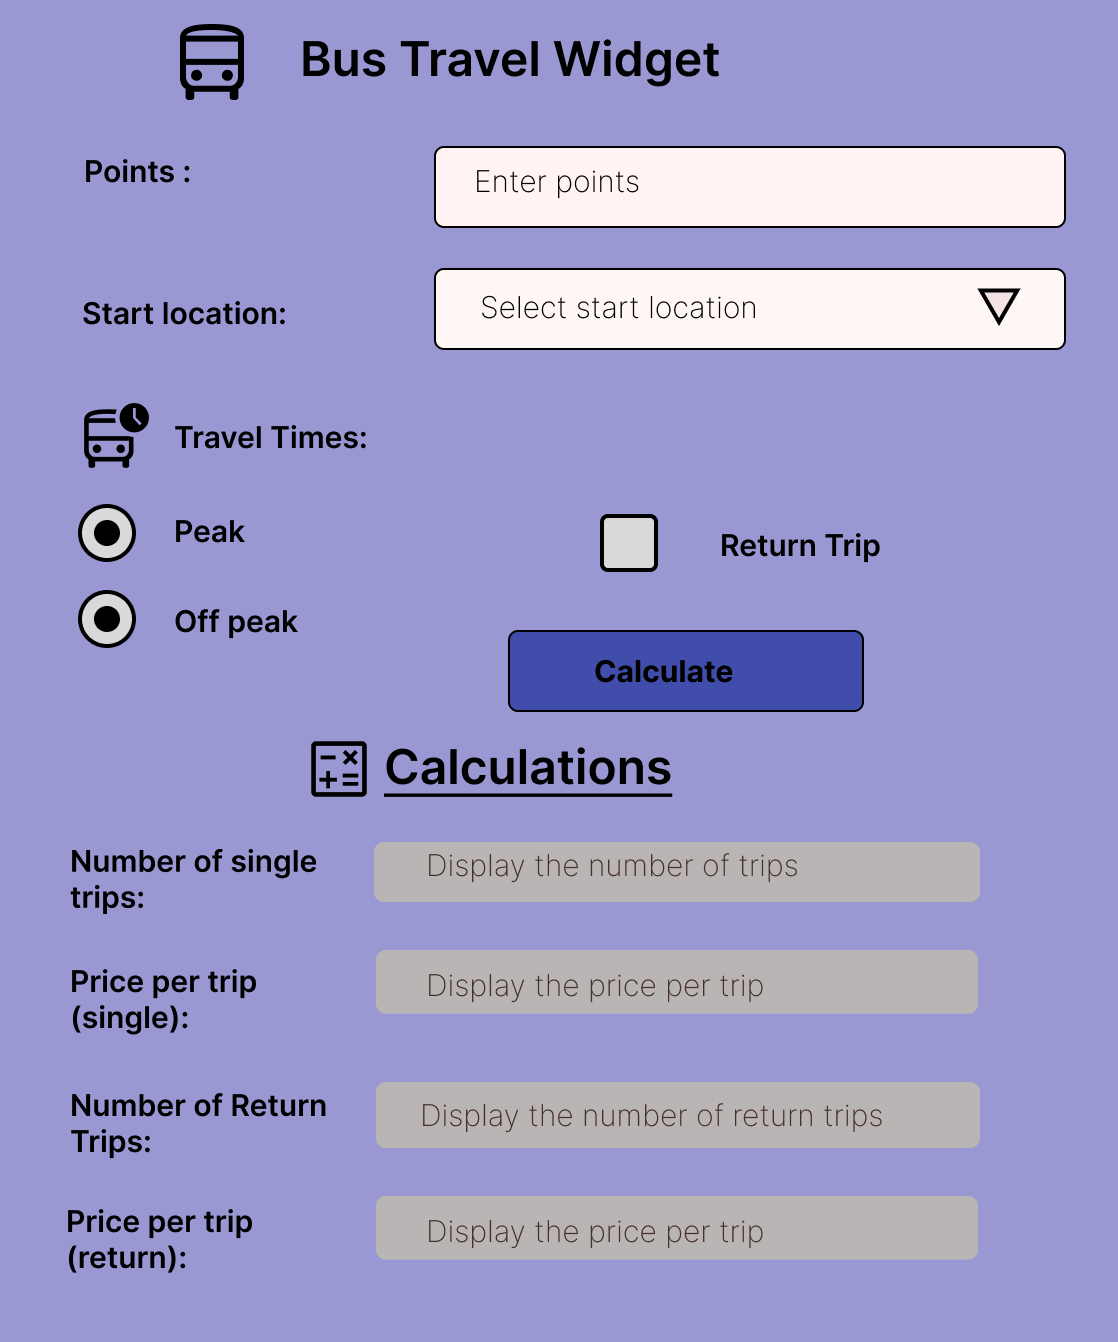 Bus Travel Widget
Points :
Enter points
Start location:
Select start location
Travel Times:
Peak
Return Trip
Off peak
Calculate
Calculations
Number of single
trips:
Display the number of trips
Price per trip
(single):
Display the price per trip
Number of Return
Trips:
Display the number of return trips
Price per trip
(return):
Display the price per trip